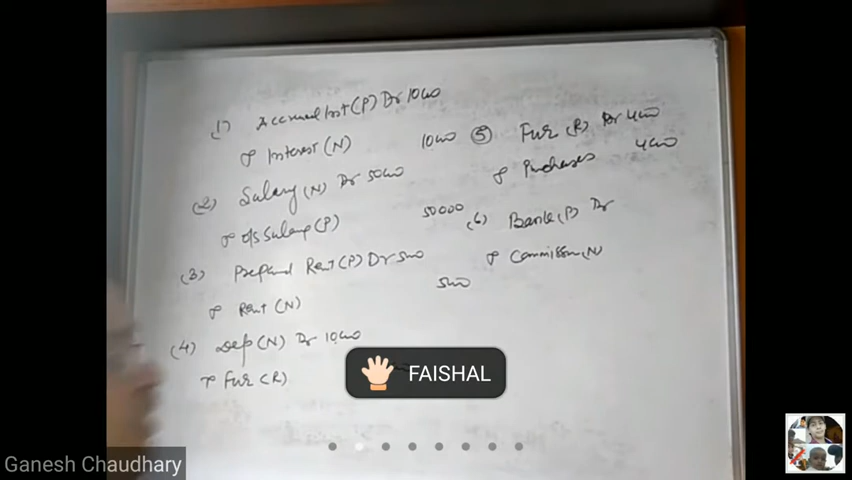 (1) Accrued Int (P) Dr 1000
To Interest (N) 1000
(2) Salary (N) Dr 50000
To O/s Salary (P) 50000
(3) Prepaid Rent (P) Dr 500
To Rent (N) 500
(4) Dep (N) Dr 1000
To Fur (R)
(5) Fur (R) Dr 4000
To Purchases 4000
(6) Bank (P) Dr
To Commission (N)
FAISHAL
Ganesh Chaudhary